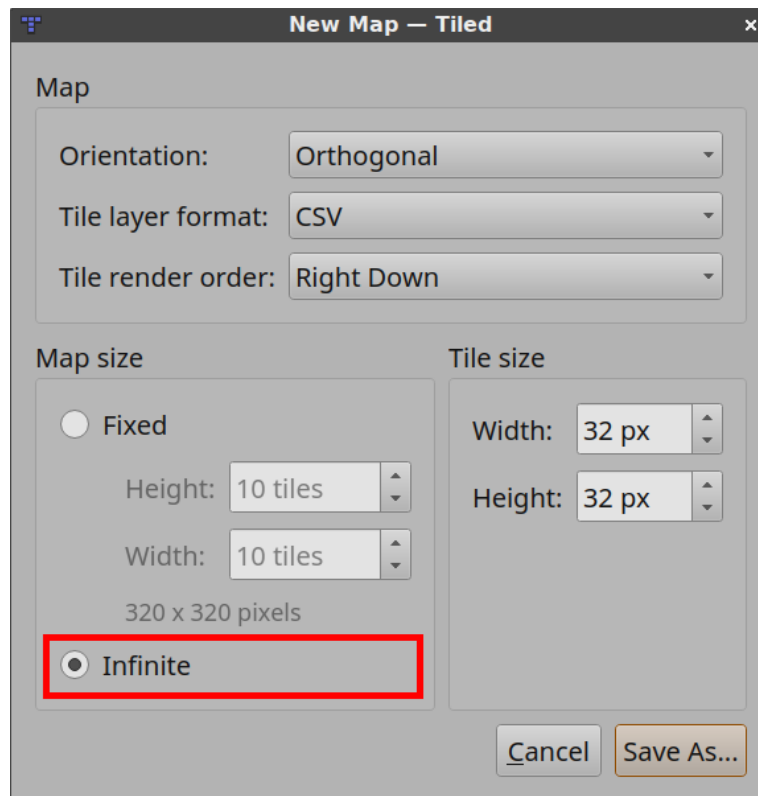 New Map — Tiled
Map
Orientation: Orthogonal
Tile layer format: CSV
Tile render order: Right Down
Map size
Fixed
Height: 10 tiles
Width: 10 tiles
320 x 320 pixels
Infinite
Tile size
Width: 32 px
Height: 32 px
Cancel Save As...